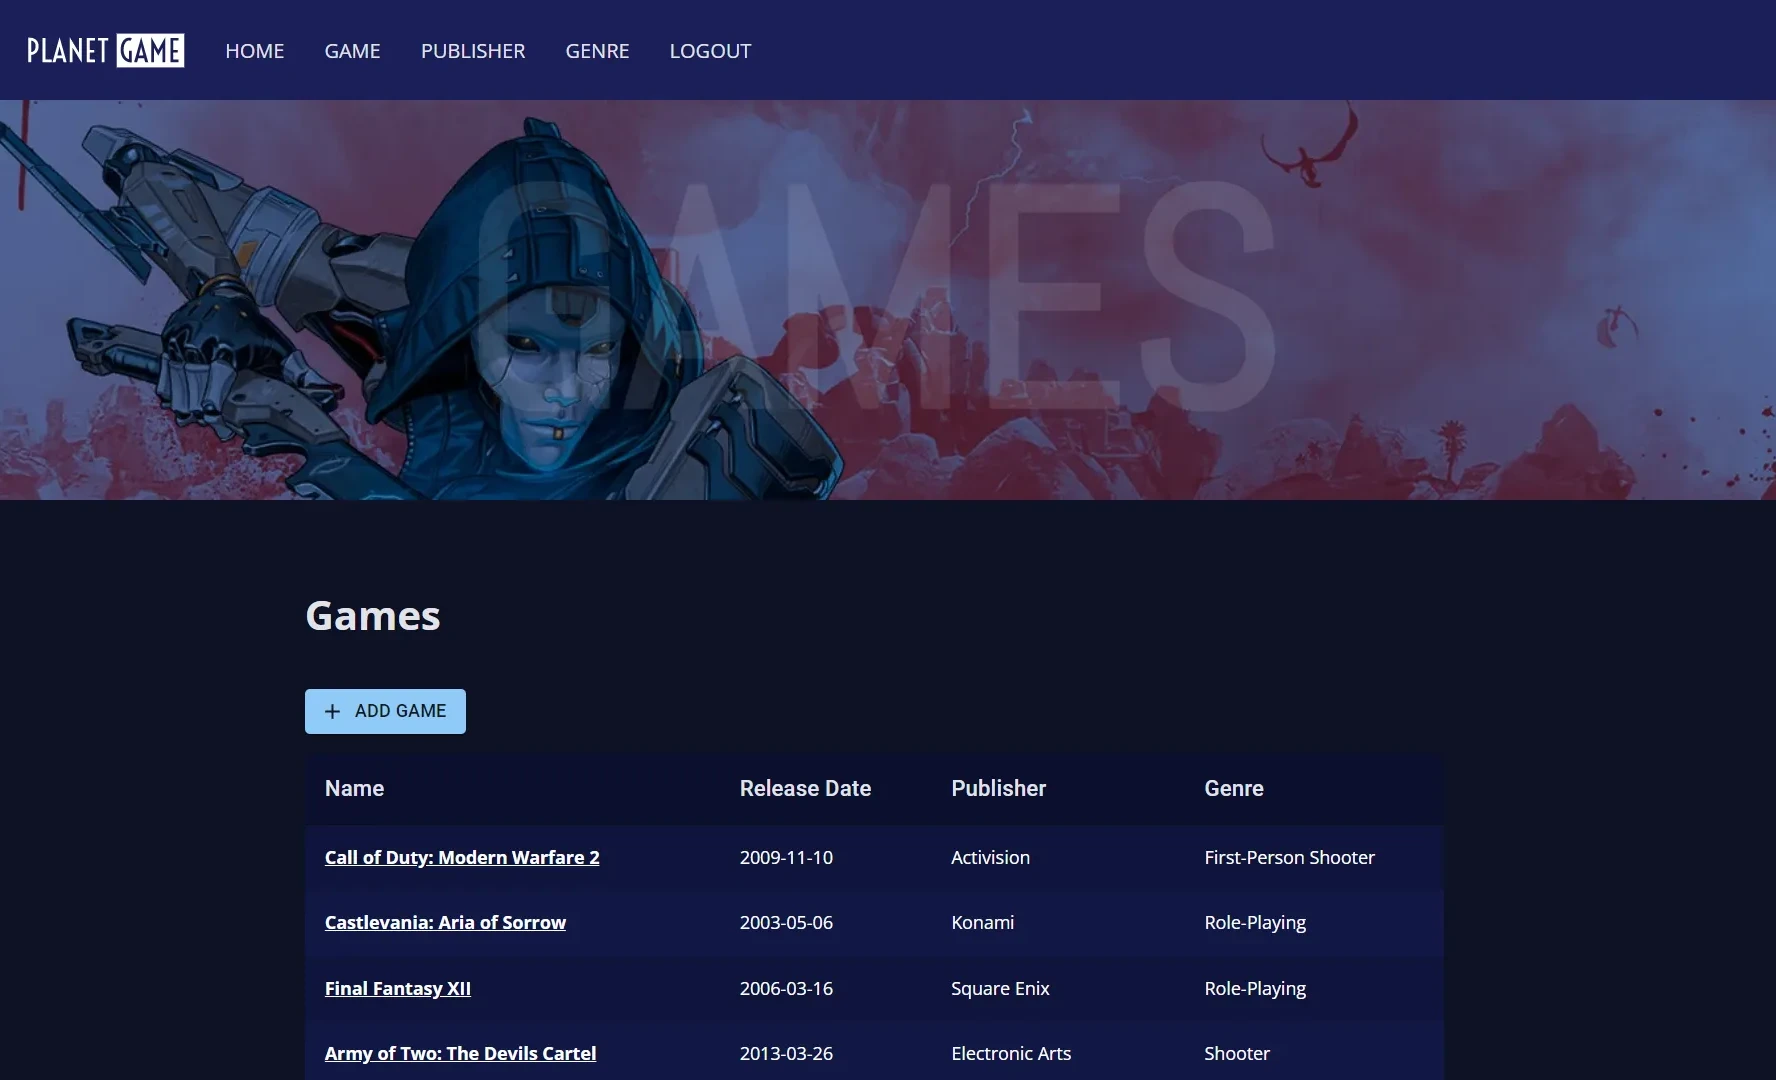 PLANET GAME HOME GAME PUBLISHER GENRE LOGOUT
GAMES
Games
+ ADD GAME
Name Release Date Publisher Genre
Call of Duty: Modern Warfare 2 2009-11-10 Activision First-Person Shooter
Castlevania: Aria of Sorrow 2003-05-06 Konami Role-Playing
Final Fantasy XII 2006-03-16 Square Enix Role-Playing
Army of Two: The Devils Cartel 2013-03-26 Electronic Arts Shooter